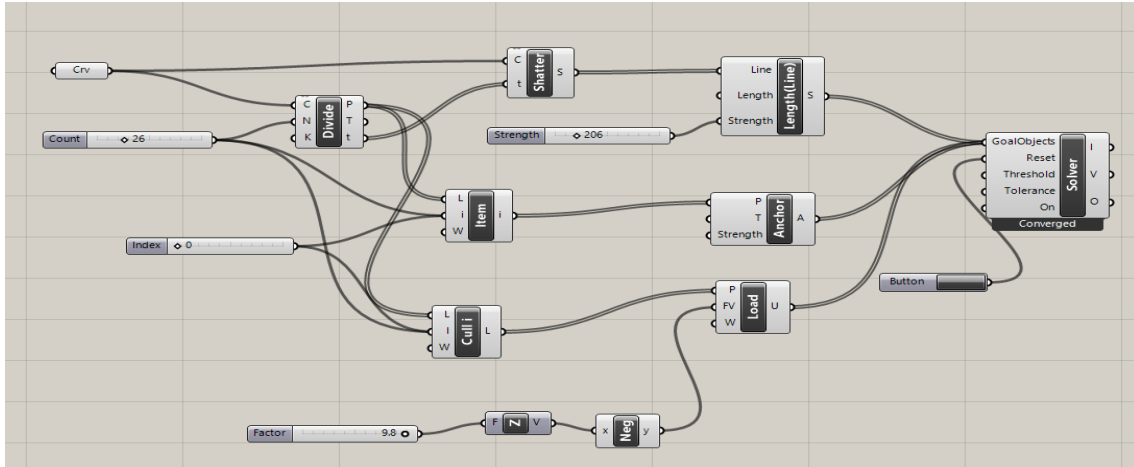 Crv
C
t
Shatter
S
Line
Length
Strength
Length(Line)
S
C
N
K
Divide
P
T
t
Count
26
Strength
206
GoalObjects
Reset
Threshold
Tolerance
On
Solver
I
V
O
Converged
L
i
W
Item
i
P
T
Strength
Anchor
A
Index
0
Button
P
FV
W
Load
U
L
I
W
Cull i
L
Factor
9.8
F
Z
V
x
Neg
y